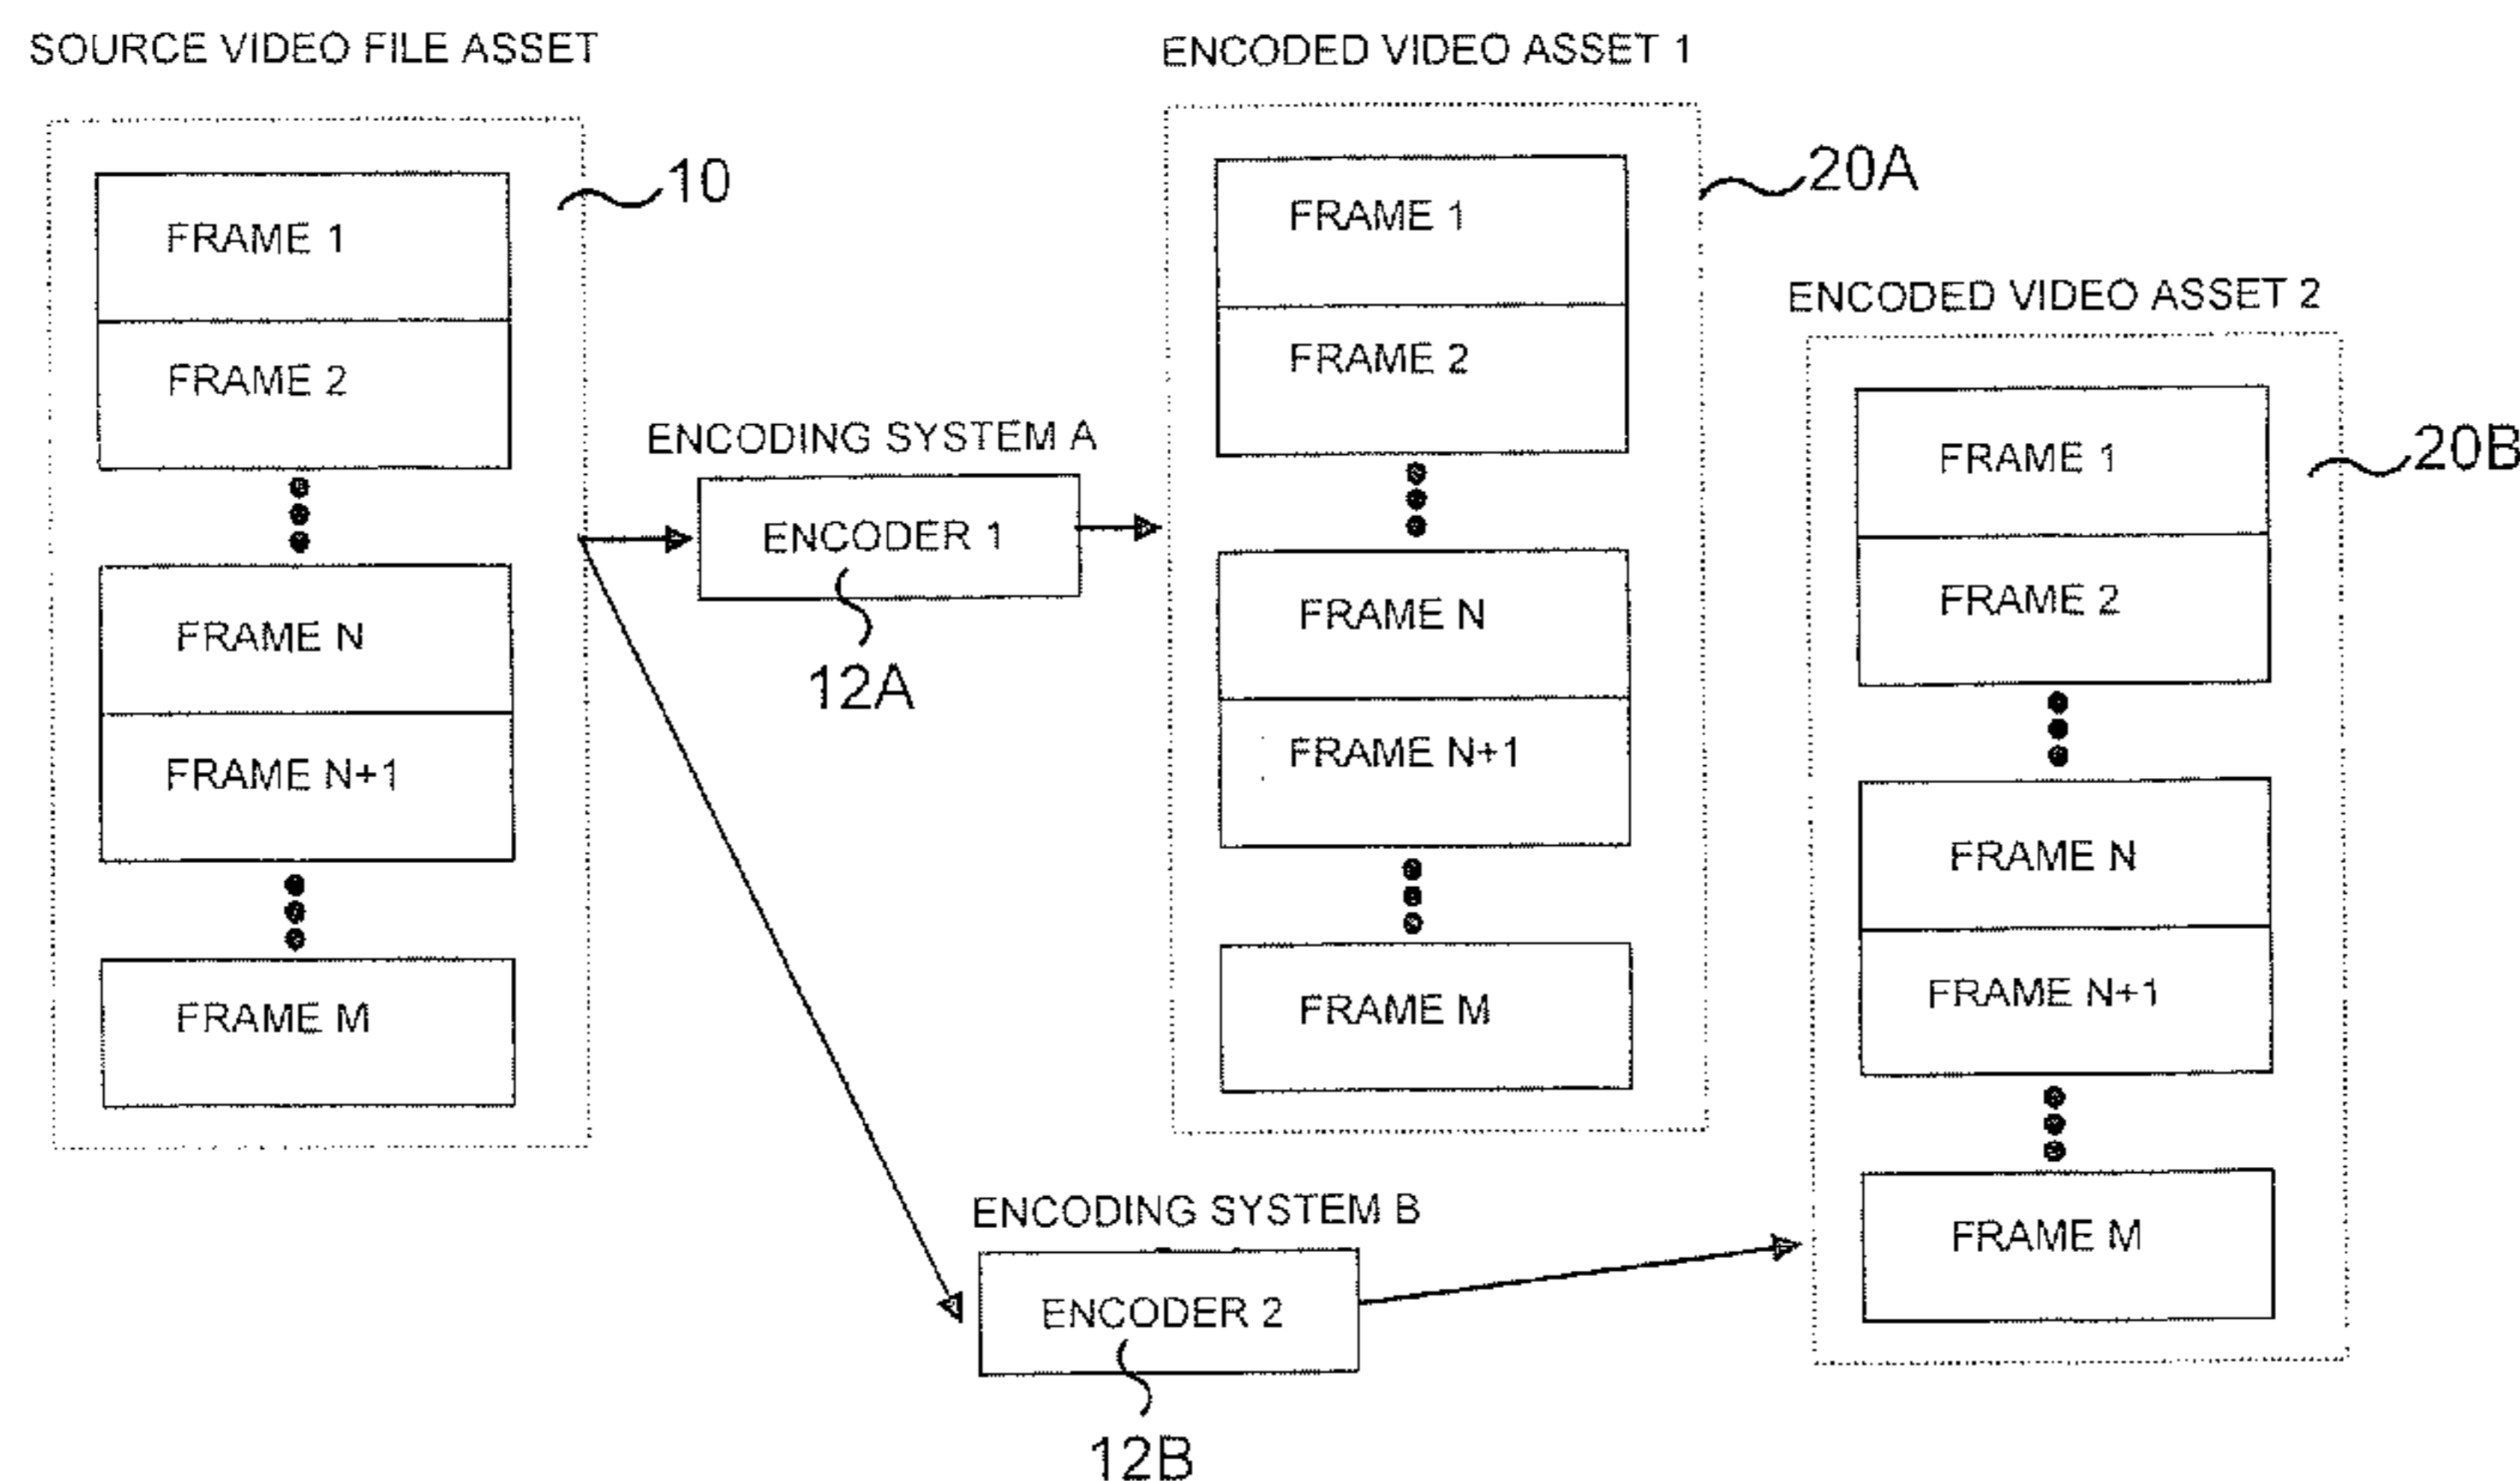 SOURCE VIDEO FILE ASSET
10
FRAME 1
FRAME 2
FRAME N
FRAME N+1
FRAME M
ENCODING SYSTEM A
ENCODER 1
12A
ENCODED VIDEO ASSET 1
20A
FRAME 1
FRAME 2
FRAME N
FRAME N+1
FRAME M
ENCODING SYSTEM B
ENCODER 2
12B
ENCODED VIDEO ASSET 2
20B
FRAME 1
FRAME 2
FRAME N
FRAME N+1
FRAME M